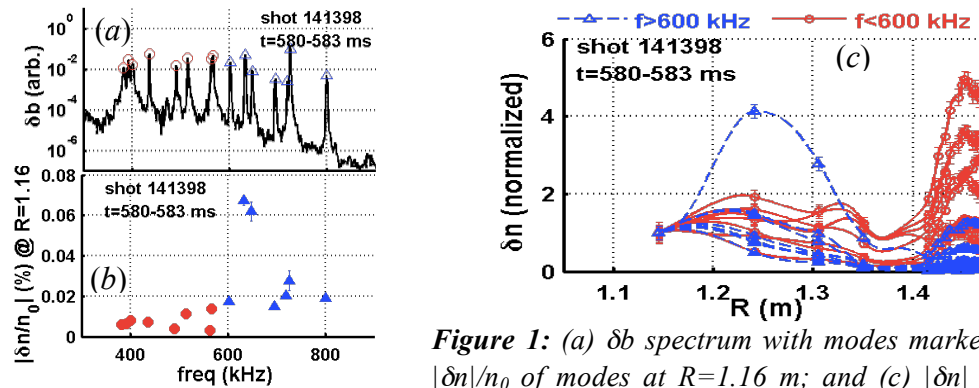 (a)
shot 141398
t=580-583 ms
δb (arb.)
10^0
10^-2
10^-4
10^-6
shot 141398
t=580-583 ms
(b)
|δn/n₀| (%) @ R=1.16
0.08
0.06
0.04
0.02
0
400 600 800
freq (kHz)
f>600 kHz f<600 kHz
shot 141398
t=580-583 ms
(c)
δn (normalized)
6
4
2
0
1.1 1.2 1.3 1.4
R (m)
Figure 1: (a) δb spectrum with modes marke
|δn|/n₀ of modes at R=1.16 m; and (c) |δn|